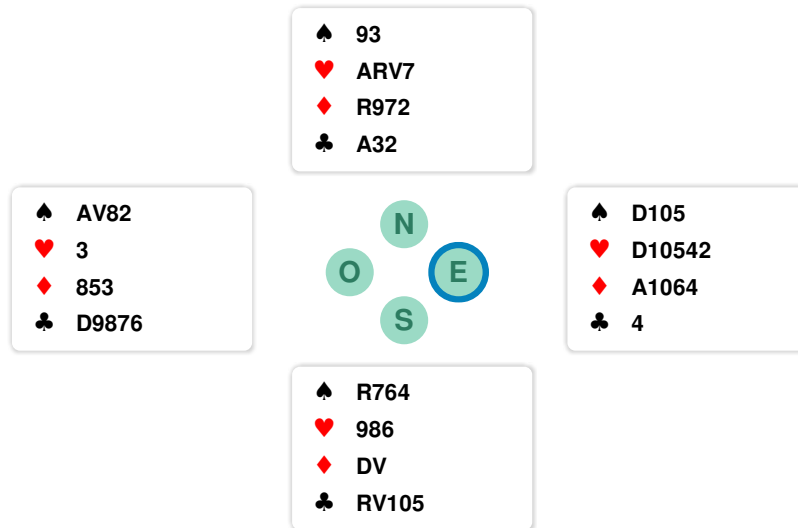 ♠ 93
♥ ARV7
♦ R972
♣ A32
♠ AV82
♥ 3
♦ 853
♣ D9876
N
O
E
S
♠ D105
♥ D10542
♦ A1064
♣ 4
♠ R764
♥ 986
♦ DV
♣ RV105